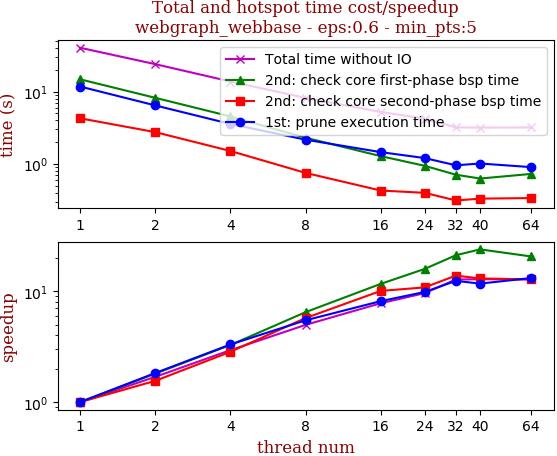 Total and hotspot time cost/speedup
webgraph_webbase - eps:0.6 - min_pts:5
time (s)
10^1
10^0
Total time without IO
2nd: check core first-phase bsp time
2nd: check core second-phase bsp time
1st: prune execution time
1 2 4 8 16 24 32 40 64
speedup
10^1
10^0
1 2 4 8 16 24 32 40 64
thread num